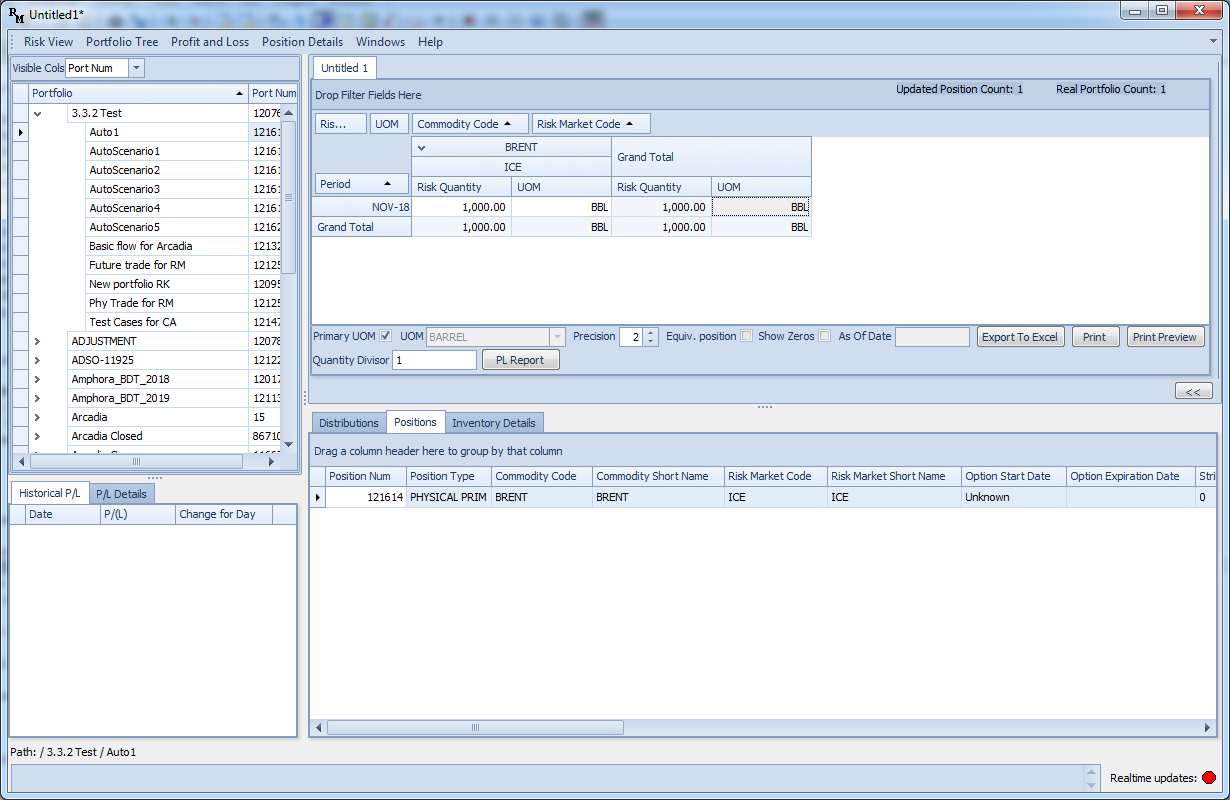 RM Untitled1*
Risk View Portfolio Tree Profit and Loss Position Details Windows Help
Visible Cols Port Num
Portfolio Port Num
3.3.2 Test 12076
Auto1 12161
AutoScenario1 12161
AutoScenario2 12161
AutoScenario3 12161
AutoScenario4 12161
AutoScenario5 12162
Basic flow for Arcadia 12132
Future trade for RM 12125
New portfolio RK 12095
Phy Trade for RM 12125
Test Cases for CA 12147
ADJUSTMENT 12078
ADSO-11925 12122
Amphora_BDT_2018 12017
Amphora_BDT_2019 12113
Arcadia 15
Arcadia Closed 86710
Historical P/L P/L Details
Date P/(L) Change for Day
Untitled 1
Drop Filter Fields Here Updated Position Count: 1 Real Portfolio Count: 1
Ris... UOM Commodity Code Risk Market Code
BRENT Grand Total
ICE
Period Risk Quantity UOM Risk Quantity UOM
NOV-18 1,000.00 BBL 1,000.00 BBL
Grand Total 1,000.00 BBL 1,000.00 BBL
Primary UOM UOM BARREL Precision 2 Equiv. position Show Zeros As Of Date Export To Excel Print Print Preview
Quantity Divisor 1 PL Report
<<
Distributions Positions Inventory Details
Drag a column header here to group by that column
Position Num Position Type Commodity Code Commodity Short Name Risk Market Code Risk Market Short Name Option Start Date Option Expiration Date Stri
121614 PHYSICAL PRIM BRENT BRENT ICE ICE Unknown 0
Path: / 3.3.2 Test / Auto1
Realtime updates: